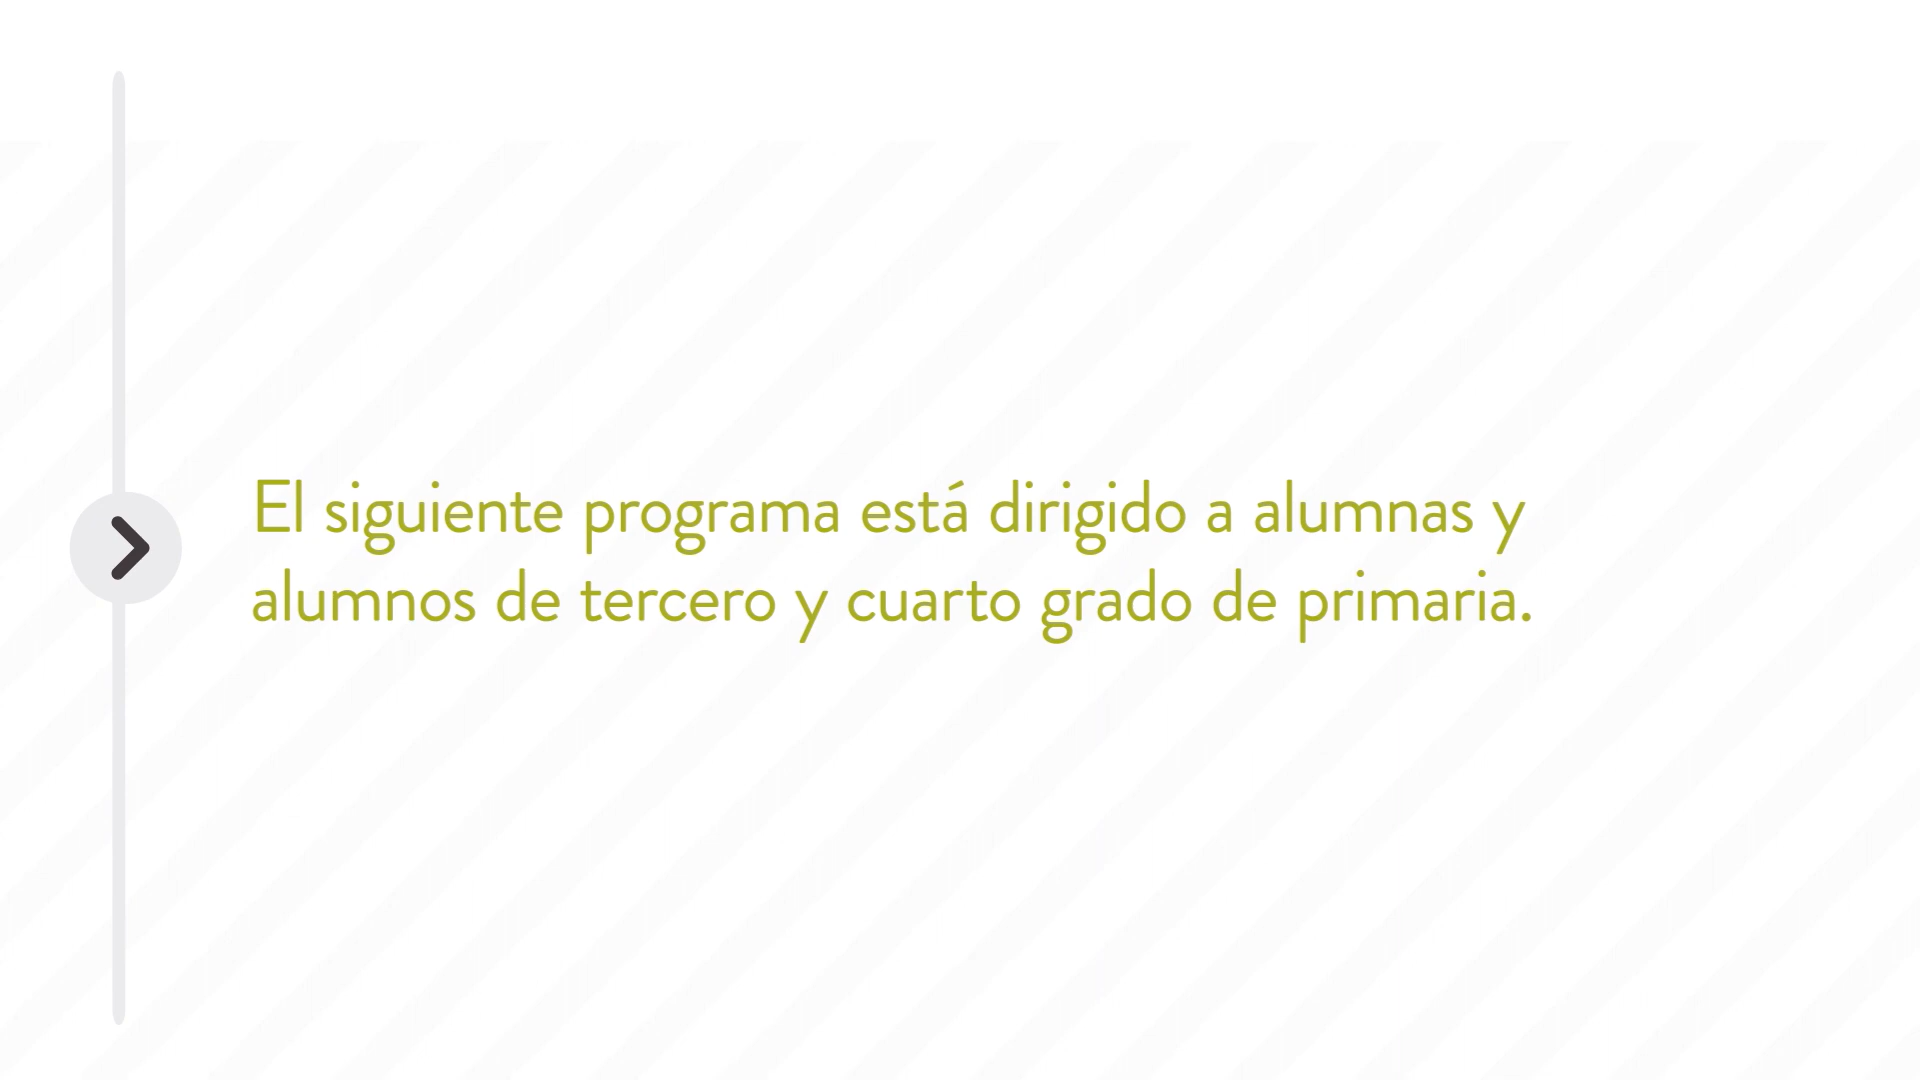 El siguiente programa está dirigido a alumnas y
alumnos de tercero y cuarto grado de primaria.